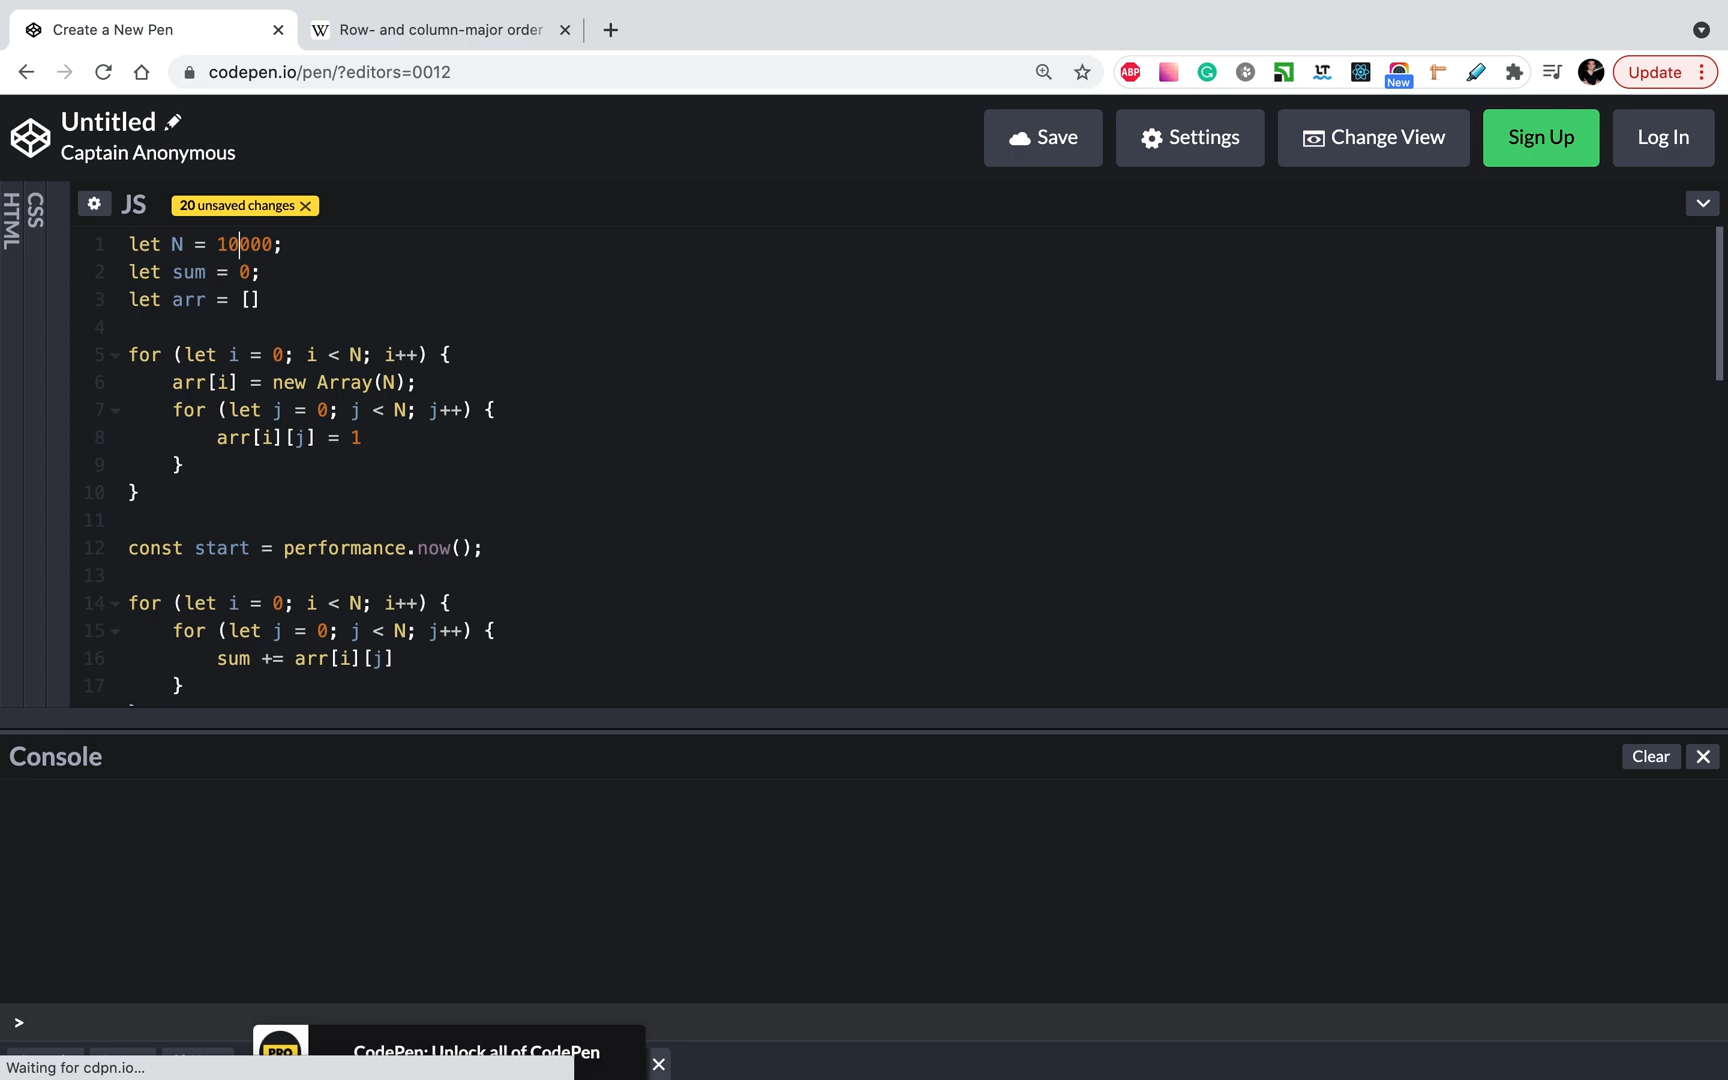 Create a New Pen
Row- and column-major order
codepen.io/pen/?editors=0012
ABP
New
Update
Untitled
Captain Anonymous
Save
Settings
Change View
Sign Up
Log In
HTML
CSS
JS
20 unsaved changes
1 let N = 10000;
2 let sum = 0;
3 let arr = []
4
5 for (let i = 0; i < N; i++) {
6 arr[i] = new Array(N);
7 for (let j = 0; j < N; j++) {
8 arr[i][j] = 1
9 }
10 }
11
12 const start = performance.now();
13
14 for (let i = 0; i < N; i++) {
15 for (let j = 0; j < N; j++) {
16 sum += arr[i][j]
17 }
Console
Clear
>
PRO
CodePen: Unlock all of CodePen
Waiting for cdpn.io...